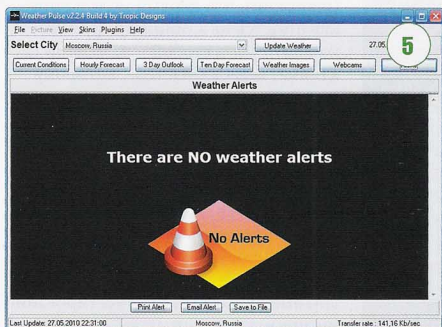 Weather Pulse v2.2.4 Build 4 by Tropic Designs
File Picture View Skins Plugins Help
Select City Moscow, Russia Update Weather 27.05.
5
Current Conditions Hourly Forecast 3 Day Outlook Ten Day Forecast Weather Images Webcams
Weather Alerts
There are NO weather alerts
No Alerts
Print Alert Email Alert Save to File
Last Update: 27.05.2010 22:31:00 Moscow, Russia Transfer rate : 141,16 Kb/sec